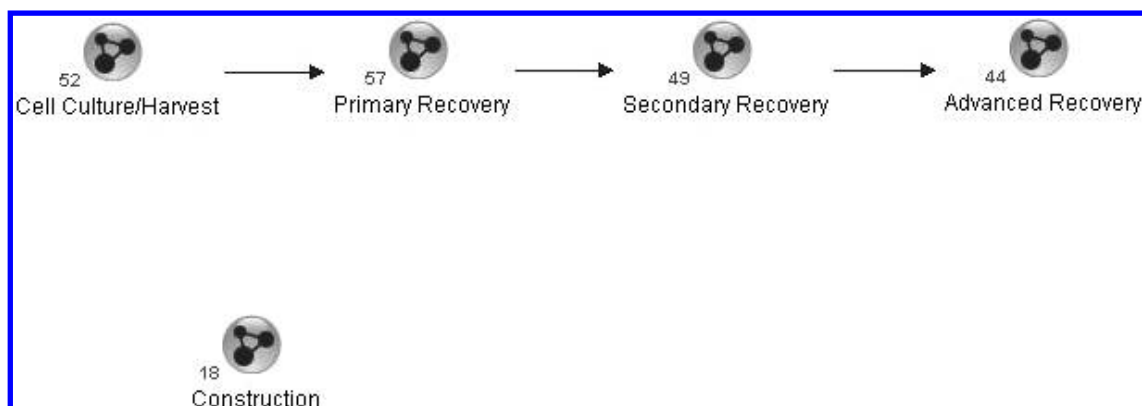 52
Cell Culture/Harvest
57
Primary Recovery
49
Secondary Recovery
44
Advanced Recovery
18
Construction